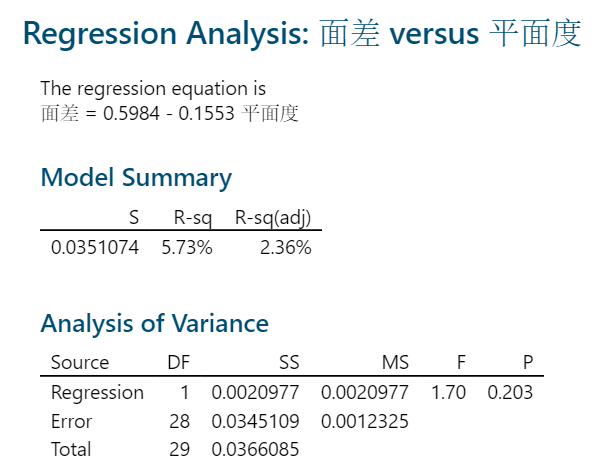 Regression Analysis: 面差 versus 平面度
The regression equation is
面差 = 0.5984 - 0.1553 平面度
Model Summary
S R-sq R-sq(adj)
0.0351074 5.73% 2.36%
Analysis of Variance
Source DF SS MS F P
Regression 1 0.0020977 0.0020977 1.70 0.203
Error 28 0.0345109 0.0012325
Total 29 0.0366085